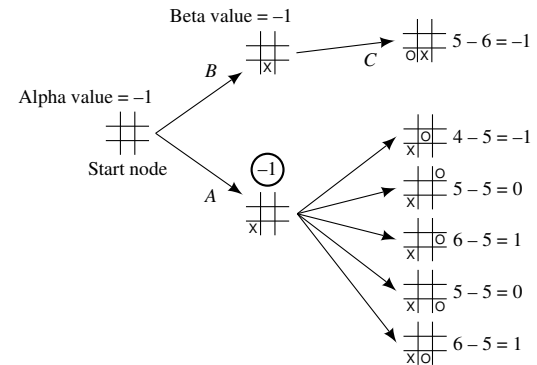 Beta value = –1
X
B
C
O X
5 – 6 = –1
Alpha value = –1
Start node
A
–1
X
O
X
4 – 5 = –1
O
X
5 – 5 = 0
O
X
6 – 5 = 1
X O
5 – 5 = 0
X O
6 – 5 = 1